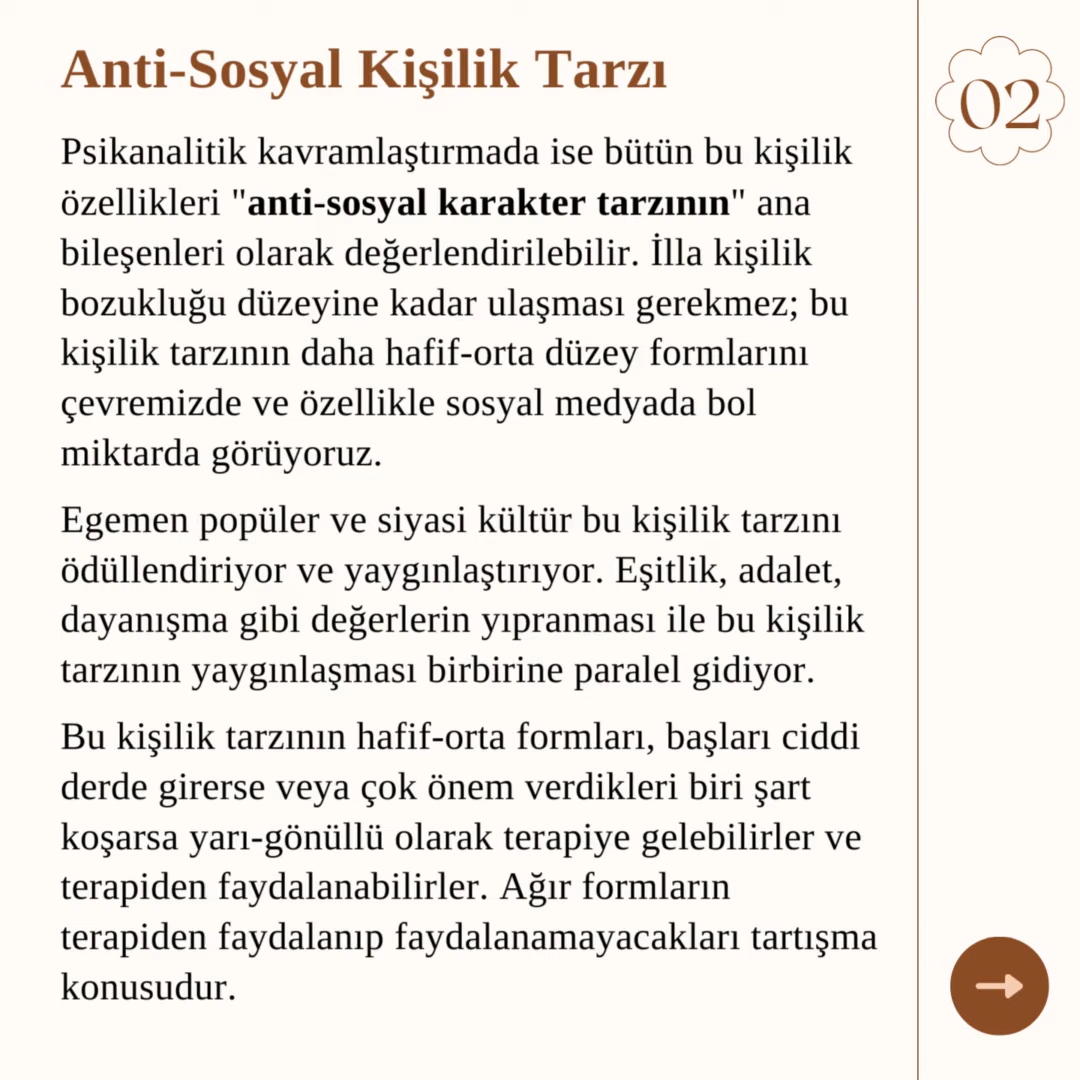 Anti-Sosyal Kişilik Tarzı
02
Psikanalitik kavramlaştırmada ise bütün bu kişilik
özellikleri "anti-sosyal karakter tarzının" ana
bileşenleri olarak değerlendirilebilir. İlla kişilik
bozukluğu düzeyine kadar ulaşması gerekmez; bu
kişilik tarzının daha hafif-orta düzey formlarını
çevremizde ve özellikle sosyal medyada bol
miktarda görüyoruz.
Egemen popüler ve siyasi kültür bu kişilik tarzını
ödüllendiriyor ve yaygınlaştırıyor. Eşitlik, adalet,
dayanışma gibi değerlerin yıpranması ile bu kişilik
tarzının yaygınlaşması birbirine paralel gidiyor.
Bu kişilik tarzının hafif-orta formları, başları ciddi
derde girerse veya çok önem verdikleri biri şart
koşarsa yarı-gönüllü olarak terapiye gelebilirler ve
terapiden faydalanabilirler. Ağır formların
terapiden faydalanıp faydalanamayacakları tartışma
konusudur.